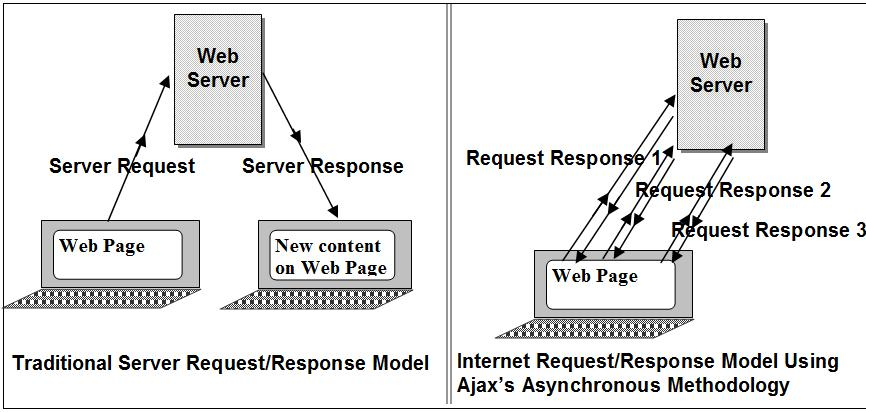 Web
Server
Server Request
Server Response
Web Page
New content
on Web Page
Traditional Server Request/Response Model
Web
Server
Request Response 1
Request Response 2
Request Response 3
Web Page
Internet Request/Response Model Using
Ajax's Asynchronous Methodology